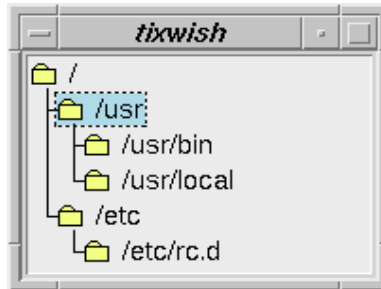 tixwish
/
/usr
/usr/bin
/usr/local
/etc
/etc/rc.d